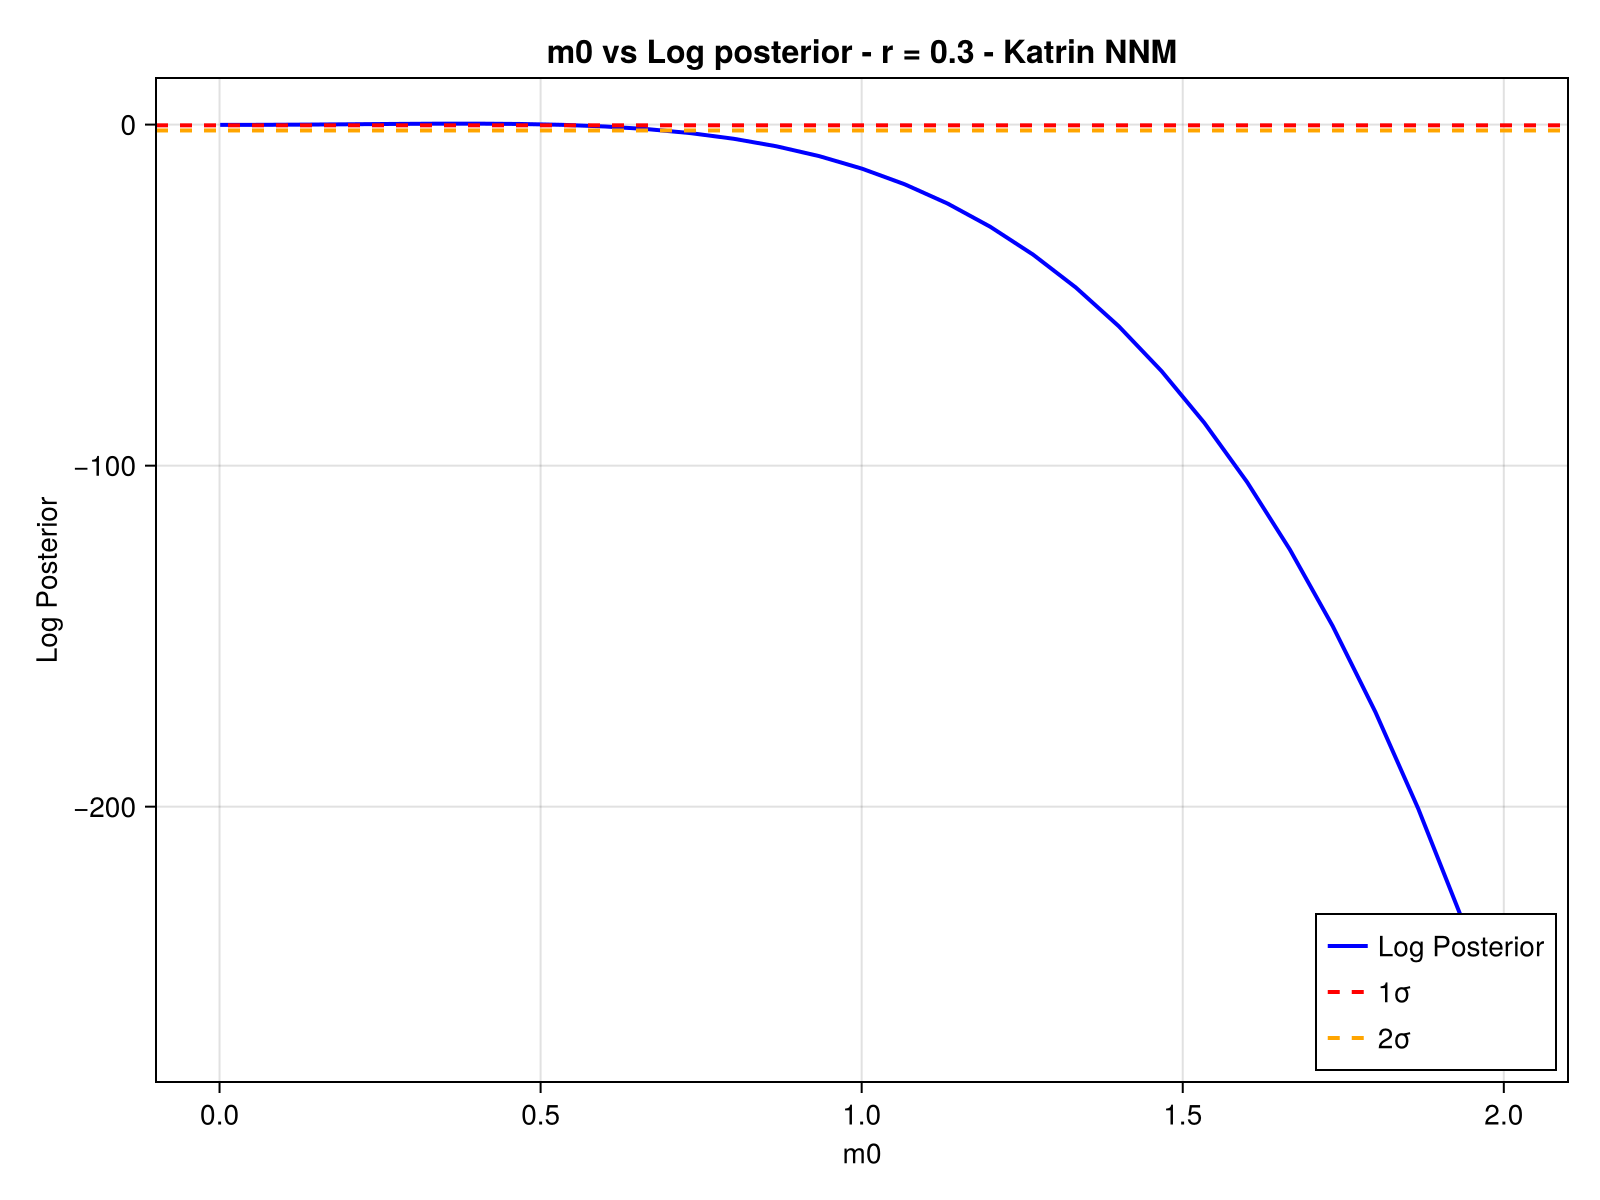 m0 vs Log posterior - r = 0.3 - Katrin NNM
0
−100
−200
Log Posterior
0.0
0.5
1.0
1.5
2.0
m0
Log Posterior
1σ
2σ